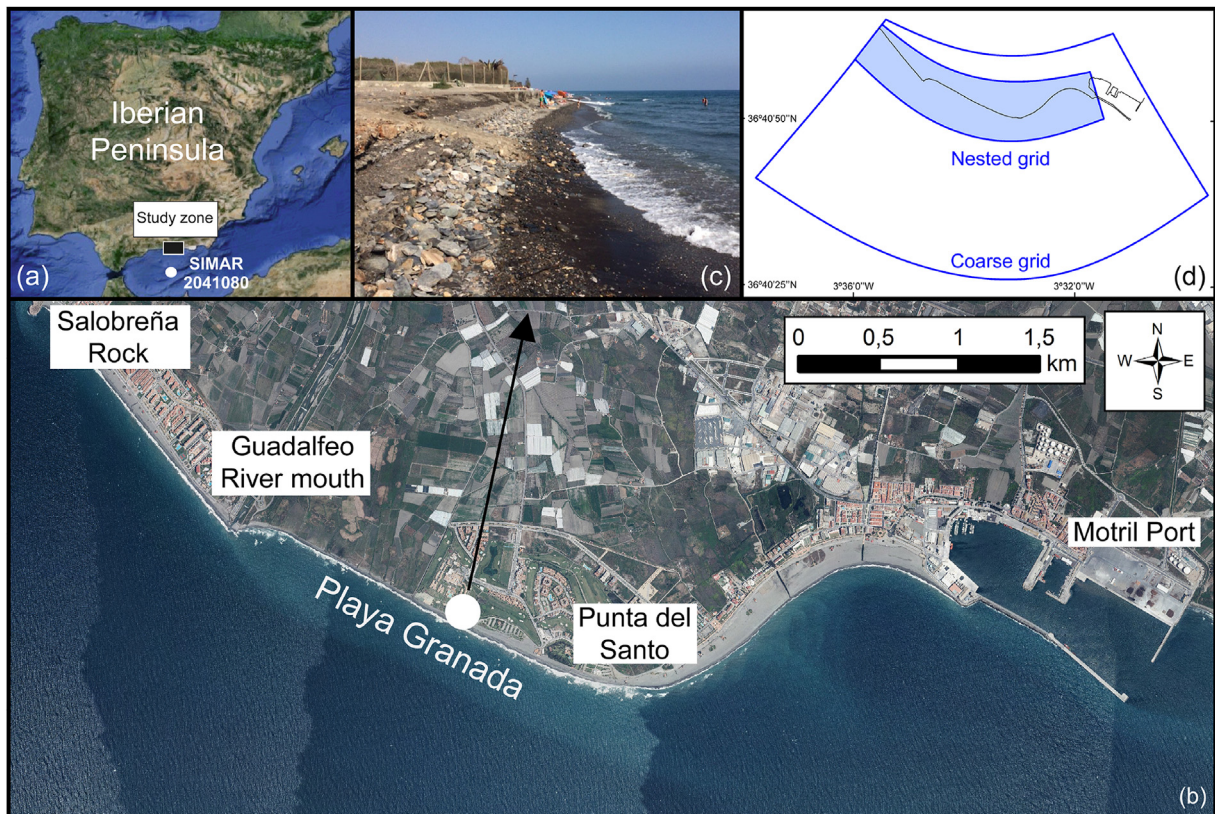 Iberian
Peninsula
Study zone
SIMAR
2041080
(a)
(c)
36°40'50"N
Nested grid
Coarse grid
36°40'25"N
3°36'0"W
3°32'0"W
(d)
Salobreña
Rock
0 0,5 1 1,5
km
N
W E
S
Guadalfeo
River mouth
Motril Port
Playa Granada
Punta del
Santo
(b)